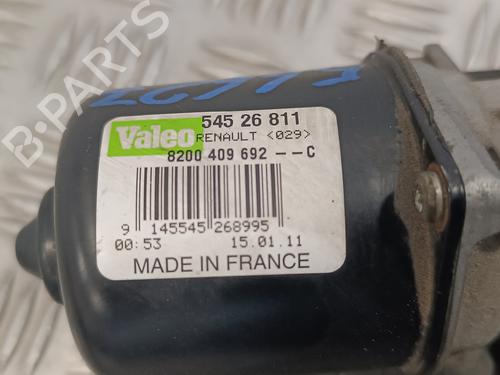 Valeo
545 26 811
RENAULT <029>
8200 409 692 --C
9 145545 268995
00:53 15.01.11
MADE IN FRANCE